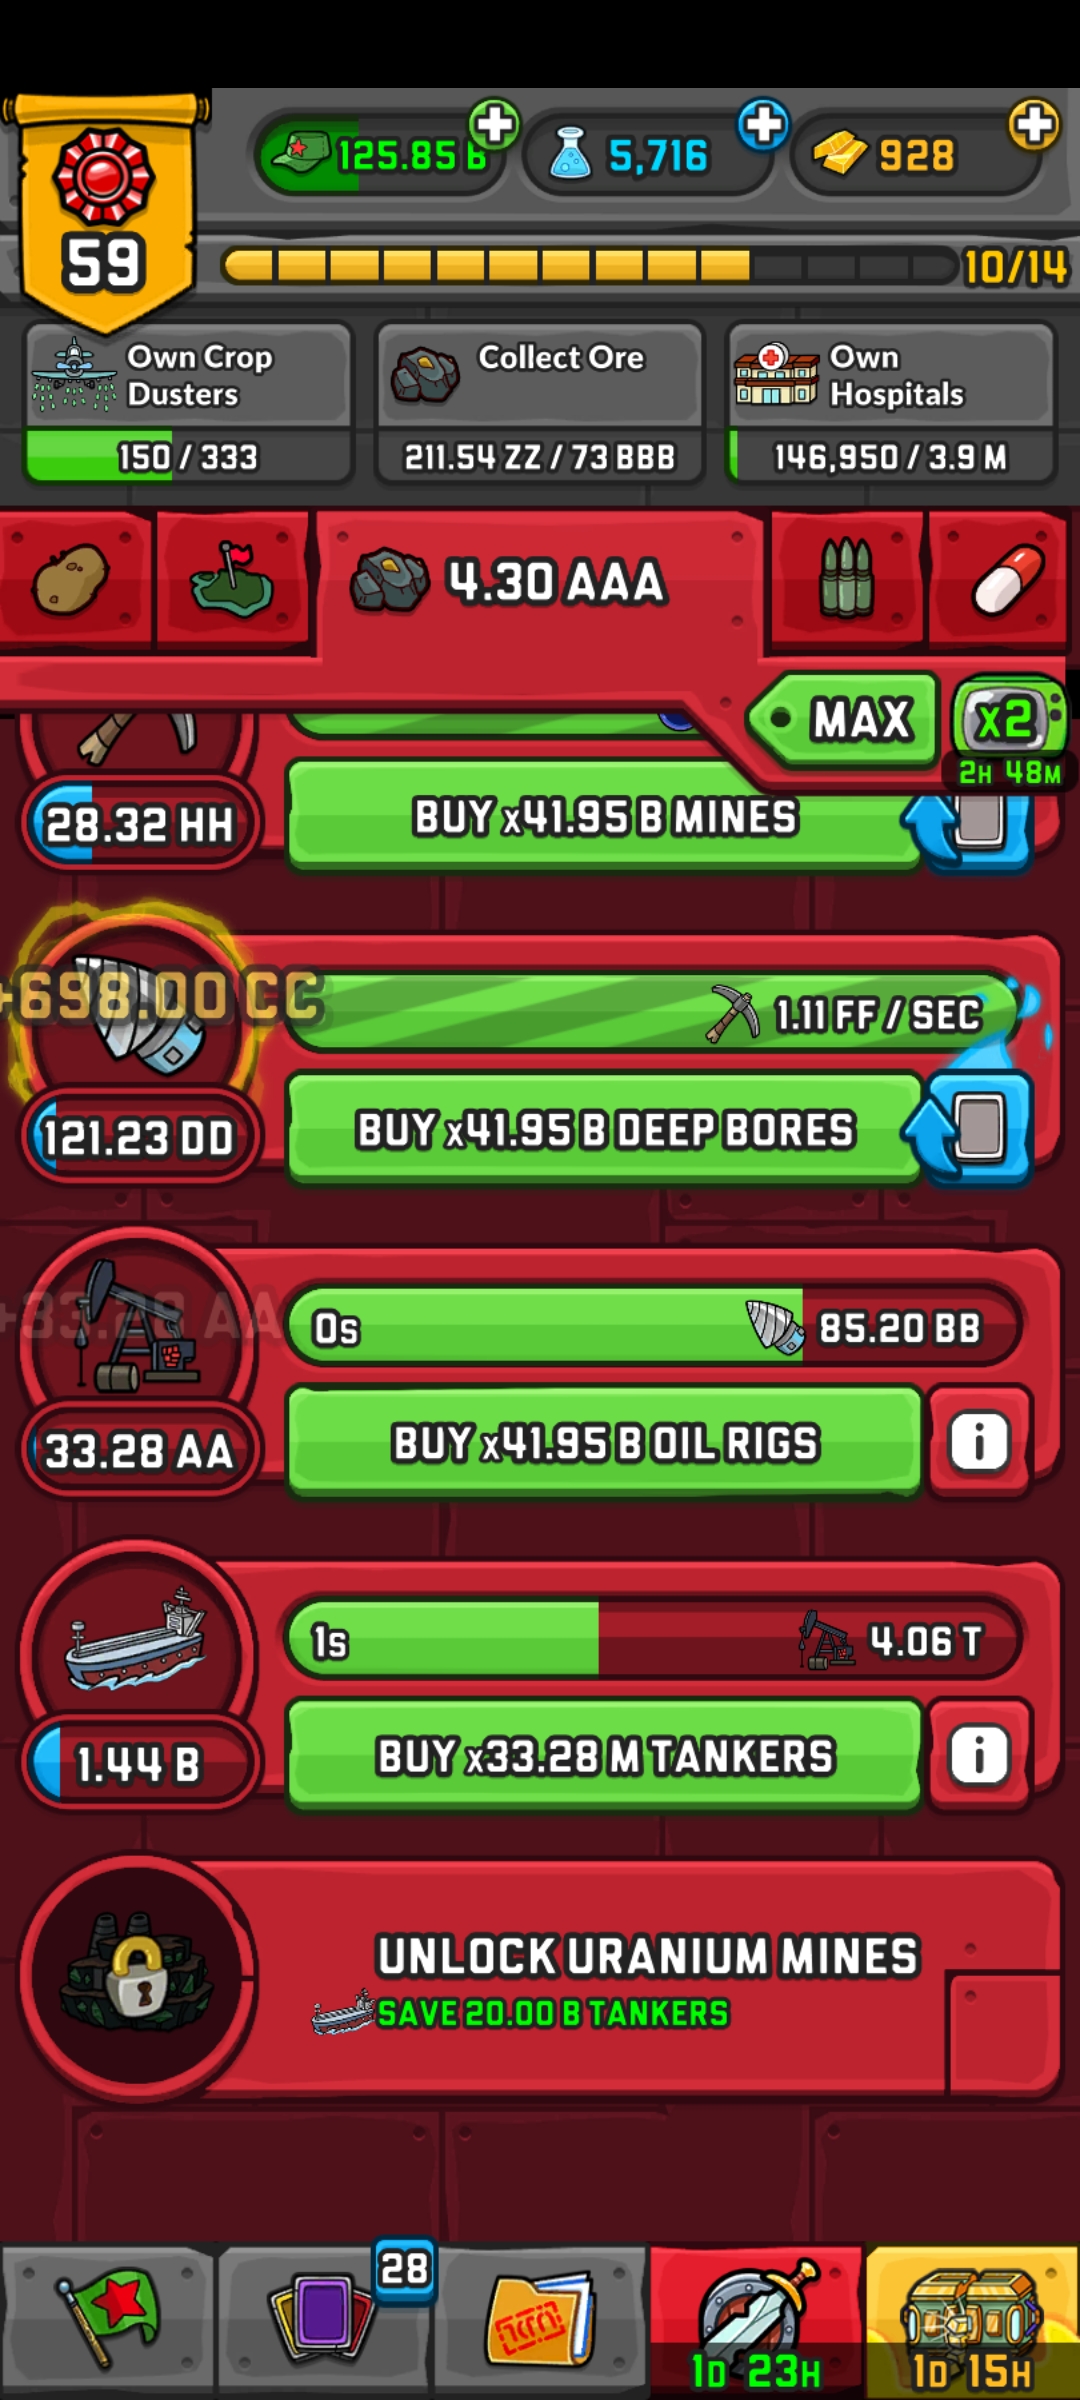 125.85 B
5,716
928
59
10/14
Own Crop
Dusters
150 / 333
Collect Ore
211.54 ZZ / 73 BBB
Own
Hospitals
146,950 / 3.9 M
4.30 AAA
MAX
x2
2H 48M
28.32 HH
BUY x41.95 B MINES
+698.00 CC
1.11 FF / SEC
121.23 DD
BUY x41.95 B DEEP BORES
+33.28 AA
0s
85.20 BB
33.28 AA
BUY x41.95 B OIL RIGS
i
1s
4.06 T
1.44 B
BUY x33.28 M TANKERS
i
UNLOCK URANIUM MINES
SAVE 20.00 B TANKERS
28
1D 23H
1D 15H